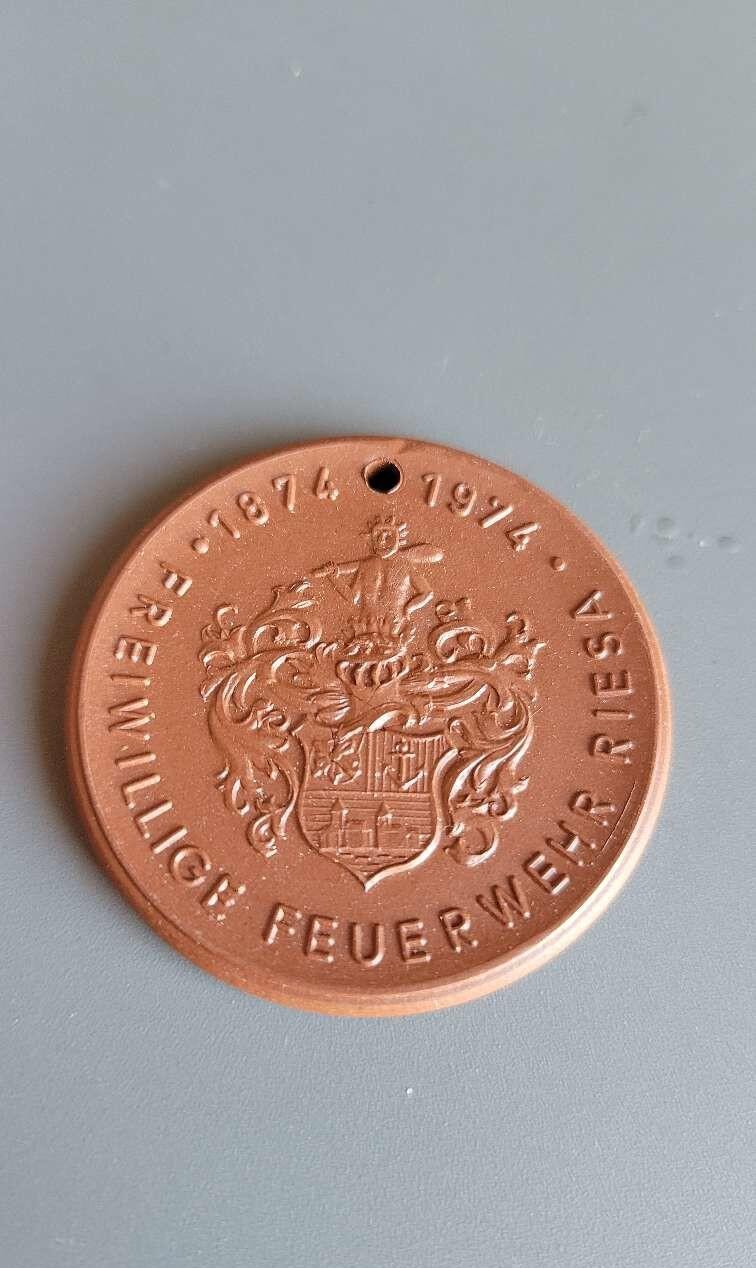 1874 1974
· FREIWILLIGE FEUERWEHR RIESA ·